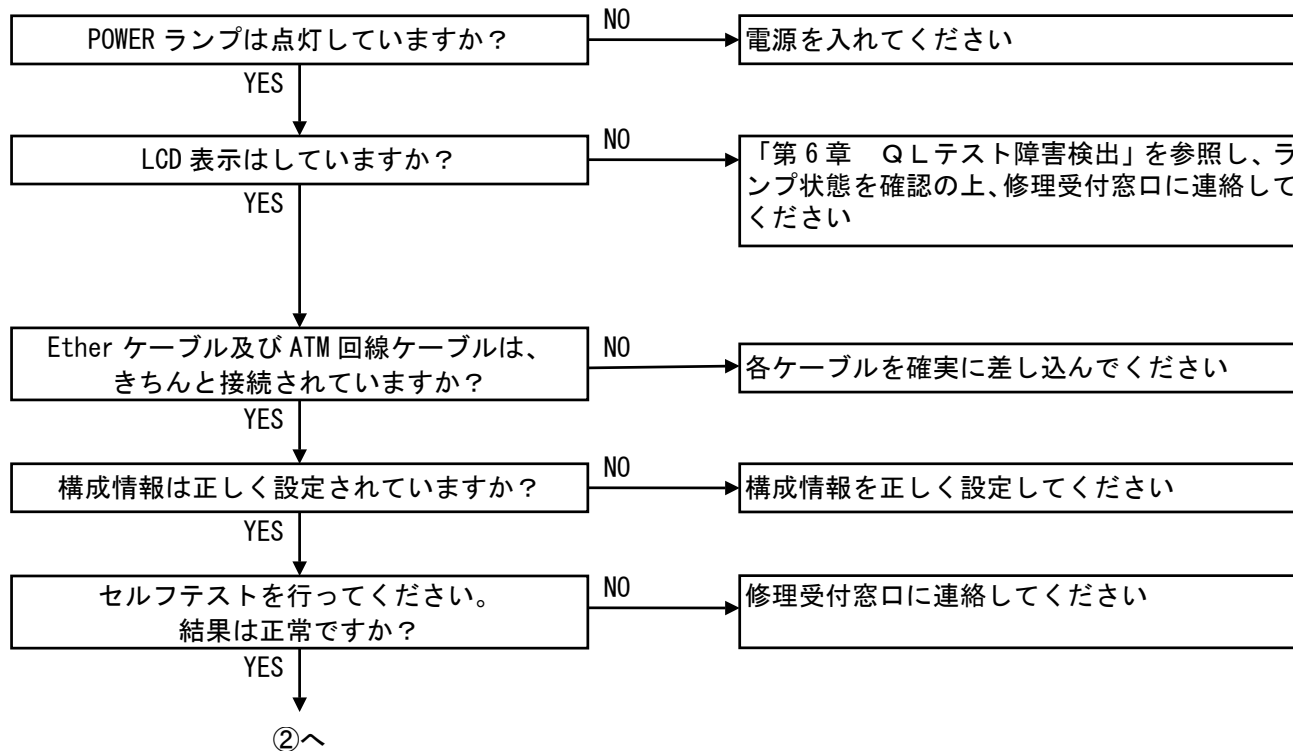 POWER ランプは点灯していますか？
NO
電源を入れてください
YES
LCD 表示はしていますか？
NO
「第６章　ＱＬテスト障害検出」を参照し、ラ
ンプ状態を確認の上、修理受付窓口に連絡して
ください
YES
Ether ケーブル及び ATM 回線ケーブルは、
きちんと接続されていますか？
NO
各ケーブルを確実に差し込んでください
YES
構成情報は正しく設定されていますか？
NO
構成情報を正しく設定してください
YES
セルフテストを行ってください。
結果は正常ですか？
NO
修理受付窓口に連絡してください
YES
②へ